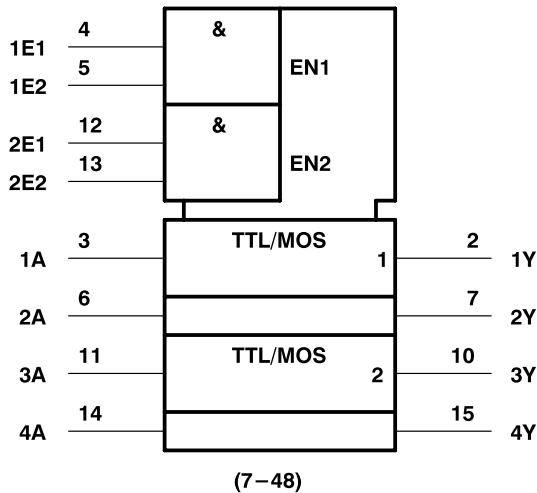 4 &
1E1
5 EN1
1E2
12 &
2E1
13 EN2
2E2
3 TTL/MOS 2
1A 1 1Y
6 7
2A 2Y
11 TTL/MOS 10
3A 2 3Y
14 15
4A 4Y
(7–48)